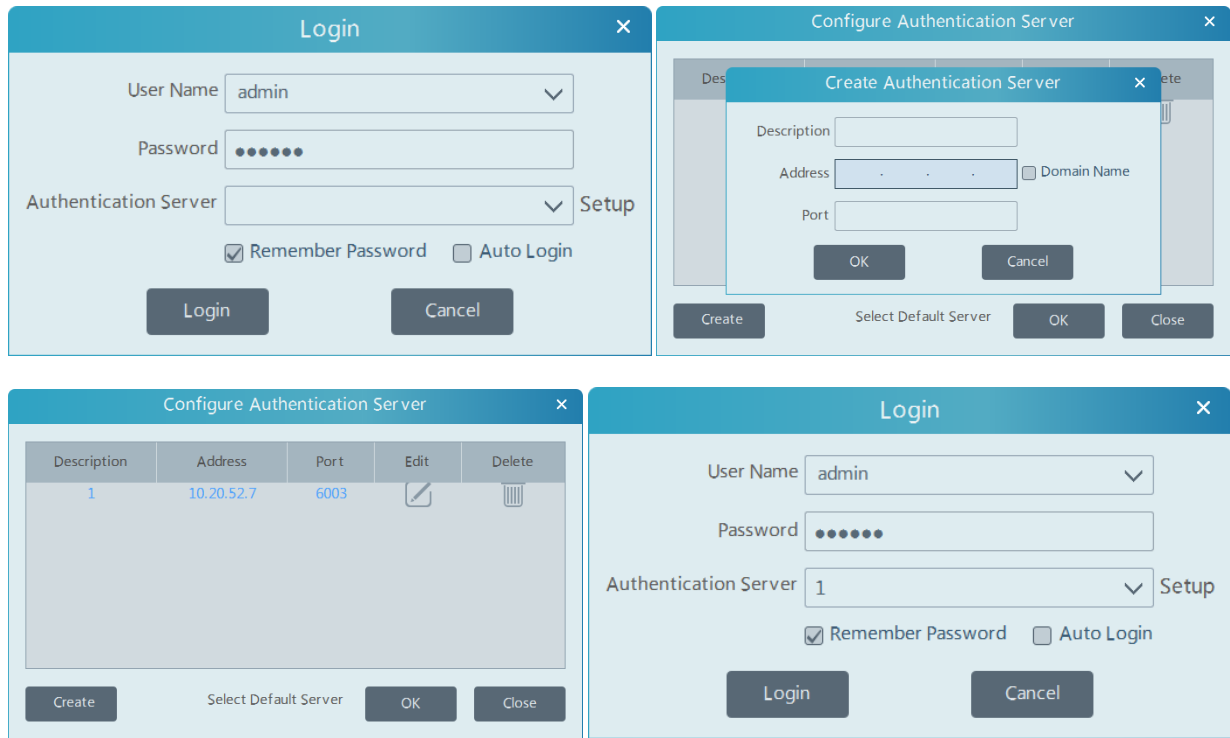 Login
User Name admin
Password ●●●●●●
Authentication Server Setup
Remember Password Auto Login
Login Cancel
Configure Authentication Server
Des ete
Create Authentication Server
Description
Address . . . Domain Name
Port
OK Cancel
Create Select Default Server OK Close
Configure Authentication Server
Description Address Port Edit Delete
1 10.20.52.7 6003
Create Select Default Server OK Close
Login
User Name admin
Password ●●●●●●
Authentication Server 1 Setup
Remember Password Auto Login
Login Cancel